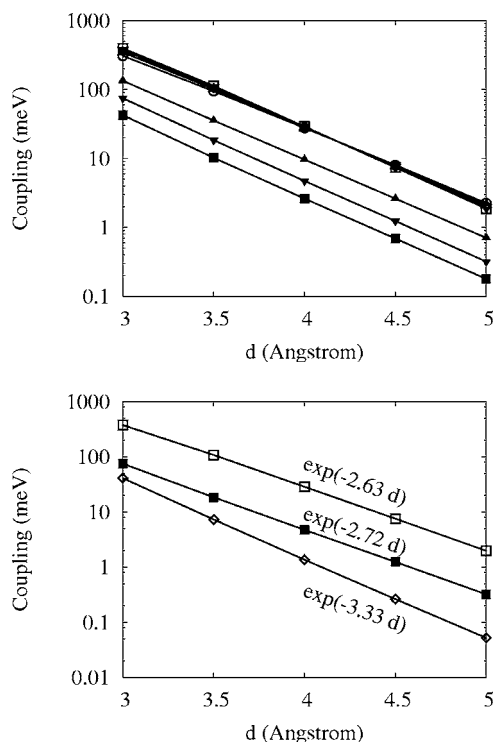 1000
100
10
1
0.1
Coupling (meV)
3 3.5 4 4.5 5
d (Angstrom)
1000
100
10
1
0.1
0.01
Coupling (meV)
exp(-2.63 d)
exp(-2.72 d)
exp(-3.33 d)
3 3.5 4 4.5 5
d (Angstrom)